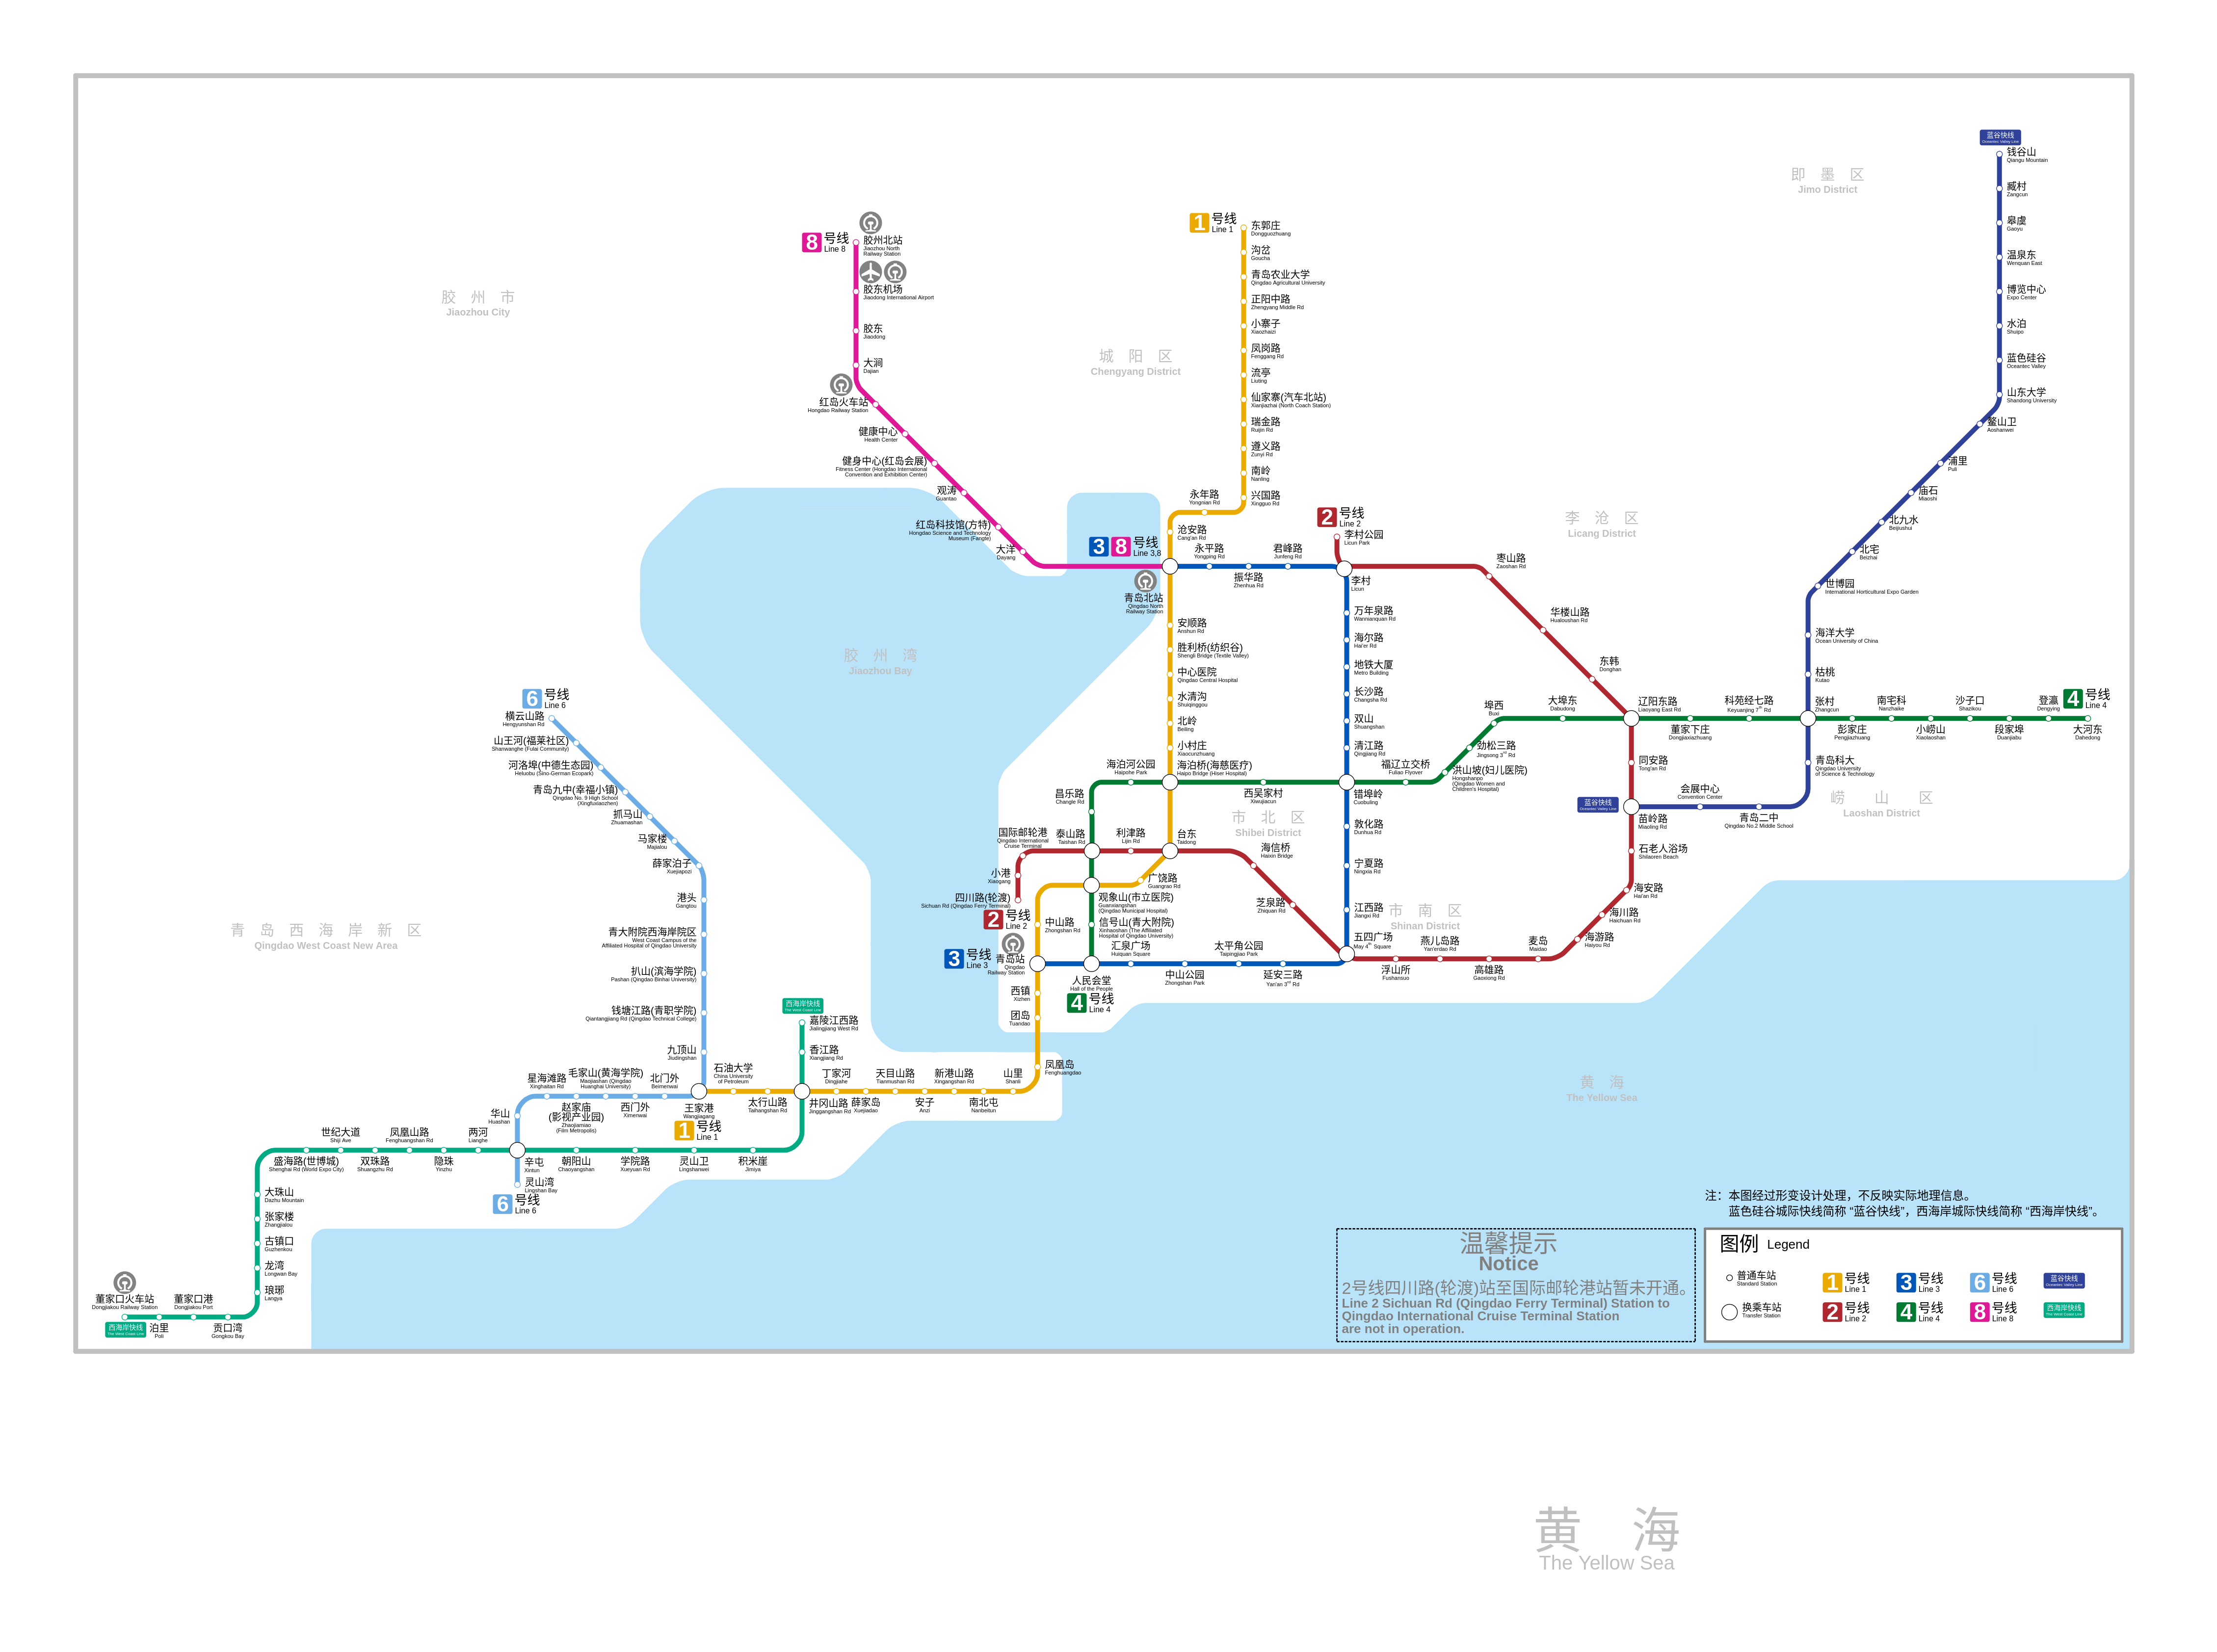 蓝谷快线
Oceantec Valley Line
钱谷山
Qiangu Mountain
臧村
Zangcun
皋虞
Gaoyu
温泉东
Wenquan East
博览中心
Expo Center
水泊
Shuipo
蓝色硅谷
Oceantec Valley
山东大学
Shandong University
鳌山卫
Aoshanwei
浦里
Puli
庙石
Miaoshi
北九水
Beijiushui
北宅
Beizhai
世博园
International Horticultural Expo Garden
海洋大学
Ocean University of China
枯桃
Kutao
张村
Zhangcun
青岛科大
Qingdao University
of Science & Technology
青岛二中
Qingdao No.2 Middle School
会展中心
Convention Center
蓝谷快线
Oceantec Valley Line
苗岭路
Miaoling Rd
即 墨 区
Jimo District
胶 州 市
Jiaozhou City
城 阳 区
Chengyang District
李 沧 区
Licang District
胶 州 湾
Jiaozhou Bay
市 北 区
Shibei District
市 南 区
Shinan District
崂 山 区
Laoshan District
青 岛 西 海 岸 新 区
Qingdao West Coast New Area
黄 海
The Yellow Sea
8 号线
Line 8
胶州北站
Jiaozhou North
Railway Station
胶东机场
Jiaodong International Airport
胶东
Jiaodong
大涧
Dajian
红岛火车站
Hongdao Railway Station
健康中心
Health Center
健身中心(红岛会展)
Fitness Center (Hongdao International
Convention and Exhibition Center)
观涛
Guantao
红岛科技馆(方特)
Hongdao Science and Technology
Museum (Fangte)
大洋
Dayang
3 8 号线
Line 3,8
青岛北站
Qingdao North
Railway Station
1 号线
Line 1
东郭庄
Dongguozhuang
沟岔
Goucha
青岛农业大学
Qingdao Agricultural University
正阳中路
Zhengyang Middle Rd
小寨子
Xiaozhaizi
凤岗路
Fenggang Rd
流亭
Liuting
仙家寨(汽车北站)
Xianjiazhai (North Coach Station)
瑞金路
Ruijin Rd
遵义路
Zunyi Rd
南岭
Nanling
兴国路
Xingguo Rd
永年路
Yongnian Rd
沧安路
Cang'an Rd
安顺路
Anshun Rd
胜利桥(纺织谷)
Shengli Bridge (Textile Valley)
中心医院
Qingdao Central Hospital
水清沟
Shuiqinggou
北岭
Beiling
小村庄
Xiaocunzhuang
海泊桥(海慈医疗)
Haipo Bridge (Hiser Hospital)
台东
Taidong
广饶路
Guangrao Rd
观象山(市立医院)
Guanxiangshan
(Qingdao Municipal Hospital)
中山路
Zhongshan Rd
青岛站
Qingdao
Railway Station
西镇
Xizhen
团岛
Tuandao
凤凰岛
Fenghuangdao
山里
Shanli
南北屯
Nanbeitun
新港山路
Xingangshan Rd
安子
Anzi
天目山路
Tianmushan Rd
薛家岛
Xuejiadao
丁家河
Dingjiahe
井冈山路
Jinggangshan Rd
太行山路
Taihangshan Rd
石油大学
China University
of Petroleum
王家港
Wangjiagang
1 号线
Line 1
永平路
Yongping Rd
振华路
Zhenhua Rd
君峰路
Junfeng Rd
李村
Licun
万年泉路
Wannianquan Rd
海尔路
Hai'er Rd
地铁大厦
Metro Building
长沙路
Changsha Rd
双山
Shuangshan
清江路
Qingjiang Rd
错埠岭
Cuobuling
敦化路
Dunhua Rd
宁夏路
Ningxia Rd
江西路
Jiangxi Rd
五四广场
May 4th Square
延安三路
Yan'an 3rd Rd
太平角公园
Taipingjiao Park
中山公园
Zhongshan Park
汇泉广场
Huiquan Square
人民会堂
Hall of the People
3 号线
Line 3
2 号线
Line 2
李村公园
Licun Park
枣山路
Zaoshan Rd
华楼山路
Hualoushan Rd
东韩
Donghan
辽阳东路
Liaoyang East Rd
同安路
Tong'an Rd
石老人浴场
Shilaoren Beach
海安路
Hai'an Rd
海川路
Haichuan Rd
海游路
Haiyou Rd
麦岛
Maidao
高雄路
Gaoxiong Rd
燕儿岛路
Yan'erdao Rd
浮山所
Fushansuo
芝泉路
Zhiquan Rd
海信桥
Haixin Bridge
利津路
Lijin Rd
泰山路
Taishan Rd
国际邮轮港
Qingdao International
Cruise Terminal
小港
Xiaogang
四川路(轮渡)
Sichuan Rd (Qingdao Ferry Terminal)
2 号线
Line 2
4 号线
Line 4
信号山(青大附院)
Xinhaoshan (The Affiliated
Hospital of Qingdao University)
昌乐路
Changle Rd
海泊河公园
Haipohe Park
西吴家村
Xiwujiacun
福辽立交桥
Fuliao Flyover
洪山坡(妇儿医院)
Hongshanpo
(Qingdao Women and
Children's Hospital)
劲松三路
Jingsong 3rd Rd
埠西
Buxi
大埠东
Dabudong
董家下庄
Dongjiaxiazhuang
科苑经七路
Keyuanjing 7th Rd
彭家庄
Pengjiazhuang
南宅科
Nanzhaike
小崂山
Xiaolaoshan
沙子口
Shazikou
段家埠
Duanjiabu
登瀛
Dengying
大河东
Dahedong
4 号线
Line 4
6 号线
Line 6
横云山路
Hengyunshan Rd
山王河(福莱社区)
Shanwanghe (Fulai Community)
河洛埠(中德生态园)
Heluobu (Sino-German Ecopark)
青岛九中(幸福小镇)
Qingdao No. 9 High School
(Xingfuxiaozhen)
抓马山
Zhuamashan
马家楼
Majialou
薛家泊子
Xuejiapozi
港头
Gangtou
青大附院西海岸院区
West Coast Campus of the
Affiliated Hospital of Qingdao University
扒山(滨海学院)
Pashan (Qingdao Binhai University)
钱塘江路(青职学院)
Qiantangjiang Rd (Qingdao Technical College)
九顶山
Jiudingshan
北门外
Beimenwai
西门外
Ximenwai
毛家山(黄海学院)
Maojiashan (Qingdao
Huanghai University)
赵家庙
(影视产业园)
Zhaojiamiao
(Film Metropolis)
星海滩路
Xinghaitan Rd
华山
Huashan
辛屯
Xintun
灵山湾
Lingshan Bay
6 号线
Line 6
西海岸快线
The West Coast Line
嘉陵江西路
Jialingjiang West Rd
香江路
Xiangjiang Rd
积米崖
Jimiya
灵山卫
Lingshanwei
学院路
Xueyuan Rd
朝阳山
Chaoyangshan
两河
Lianghe
隐珠
Yinzhu
凤凰山路
Fenghuangshan Rd
双珠路
Shuangzhu Rd
世纪大道
Shiji Ave
盛海路(世博城)
Shenghai Rd (World Expo City)
大珠山
Dazhu Mountain
张家楼
Zhangjialou
古镇口
Guzhenkou
龙湾
Longwan Bay
琅琊
Langya
贡口湾
Gongkou Bay
董家口港
Dongjiakou Port
泊里
Poli
董家口火车站
Dongjiakou Railway Station
西海岸快线
The West Coast Line
温馨提示
Notice
2号线四川路(轮渡)站至国际邮轮港站暂未开通。
Line 2 Sichuan Rd (Qingdao Ferry Terminal) Station to
Qingdao International Cruise Terminal Station
are not in operation.
注：本图经过形变设计处理，不反映实际地理信息。
蓝色硅谷城际快线简称 “蓝谷快线”，西海岸城际快线简称 “西海岸快线”。
图例 Legend
普通车站
Standard Station
换乘车站
Transfer Station
1 号线
Line 1
3 号线
Line 3
6 号线
Line 6
蓝谷快线
Oceantec Valley Line
2 号线
Line 2
4 号线
Line 4
8 号线
Line 8
西海岸快线
The West Coast Line
黄 海
The Yellow Sea